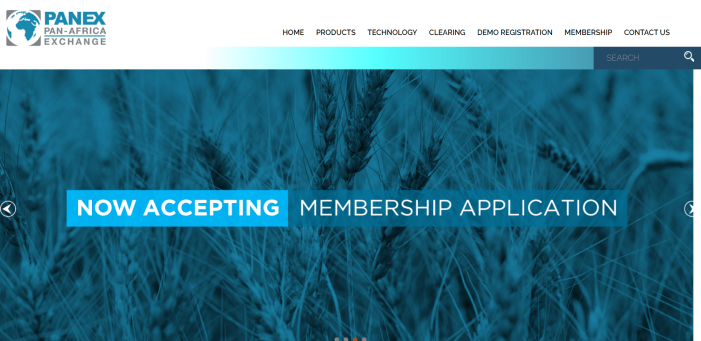 PANEX
PAN-AFRICA
EXCHANGE
HOME PRODUCTS TECHNOLOGY CLEARING DEMO REGISTRATION MEMBERSHIP CONTACT US
SEARCH
NOW ACCEPTING MEMBERSHIP APPLICATION